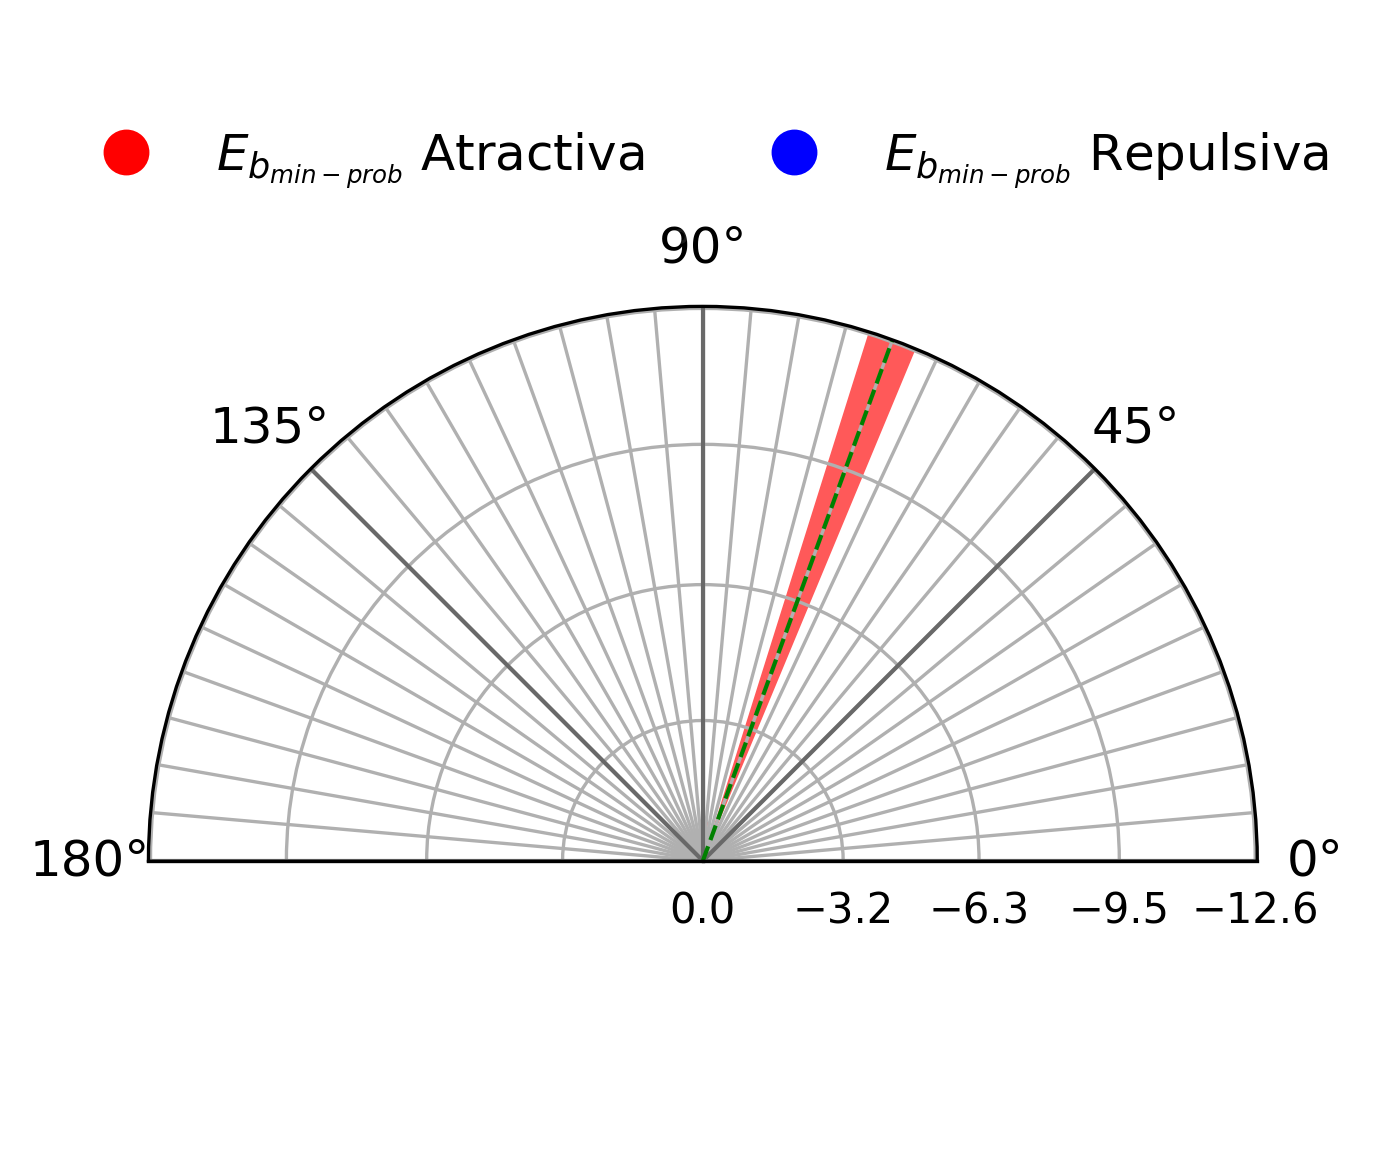 E_{b_{min-prob}} Atractiva E_{b_{min-prob}} Repulsiva
90°
135° 45°
180° 0°
0.0 −3.2 −6.3 −9.5 −12.6